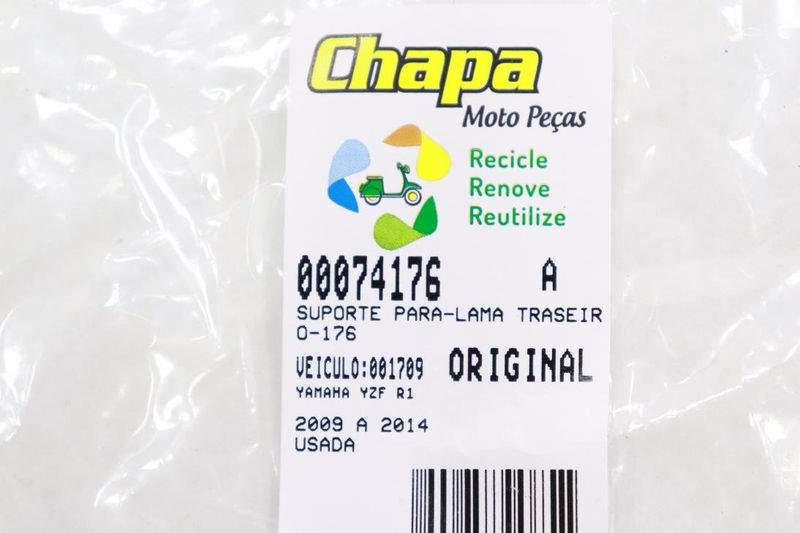 Chapa
Moto Peças
Recicle
Renove
Reutilize
00074176 A
SUPORTE PARA-LAMA TRASEIR
O-176
VEICULO:001709 ORIGINAL
YAMAHA YZF R1
2009 A 2014
USADA